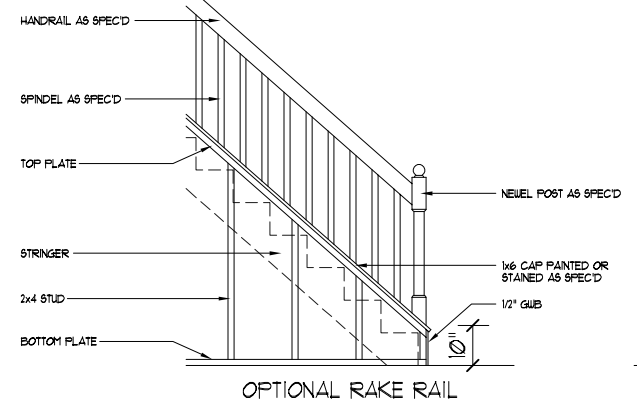 HANDRAIL AS SPEC'D
SPINDEL AS SPEC'D
TOP PLATE
NEWEL POST AS SPEC'D
STRINGER
1x6 CAP PAINTED OR
STAINED AS SPEC'D
2x4 STUD
1/2" GWB
BOTTOM PLATE
10"
OPTIONAL RAKE RAIL